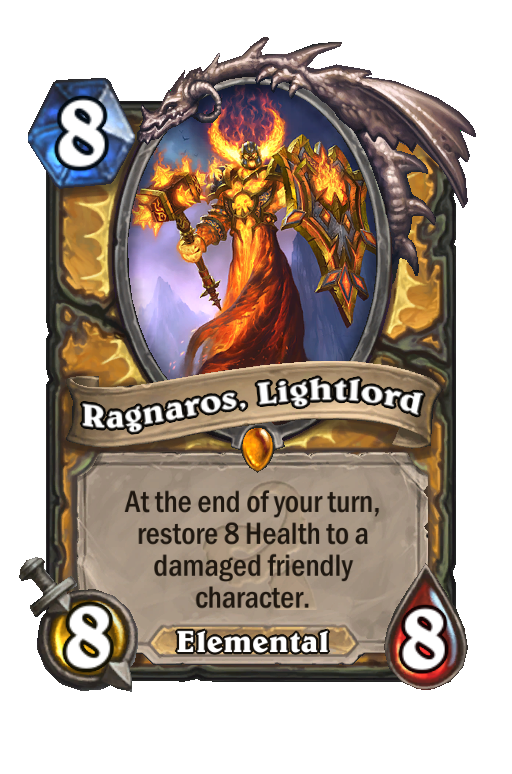 8
Ragnaros, Lightlord
At the end of your turn,
restore 8 Health to a
damaged friendly
character.
8
Elemental
8